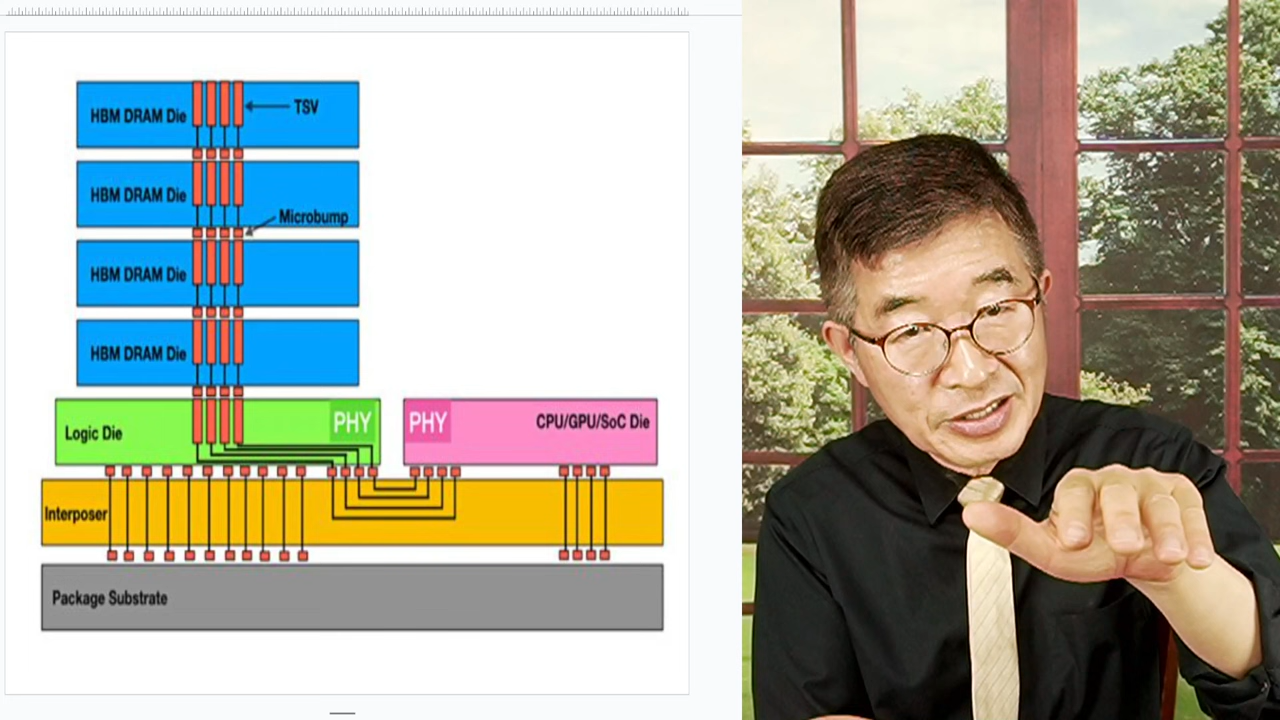 HBM DRAM Die
TSV
HBM DRAM Die
Microbump
HBM DRAM Die
HBM DRAM Die
Logic Die
PHY
PHY
CPU/GPU/SoC Die
Interposer
Package Substrate